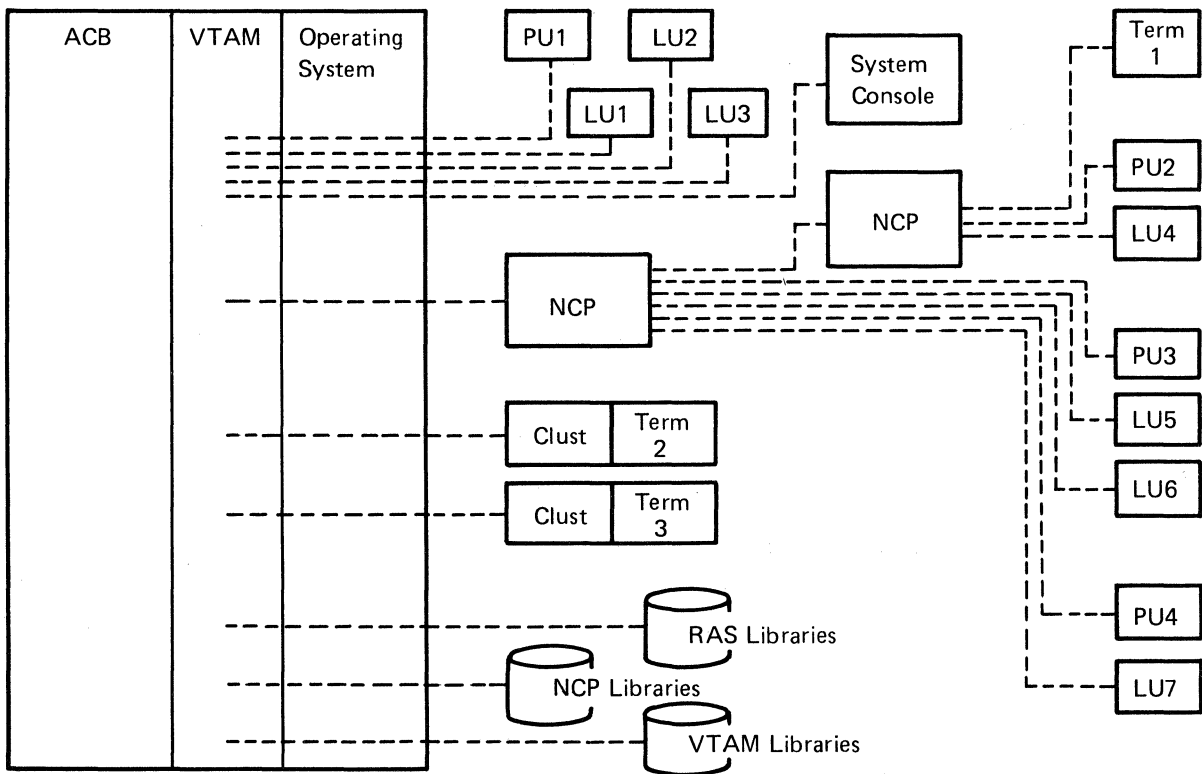 ACB
VTAM
Operating
System
PU1
LU2
LU1
LU3
System
Console
Term
1
PU2
LU4
NCP
NCP
PU3
LU5
LU6
Clust
Term
2
Clust
Term
3
PU4
LU7
RAS Libraries
NCP Libraries
VTAM Libraries